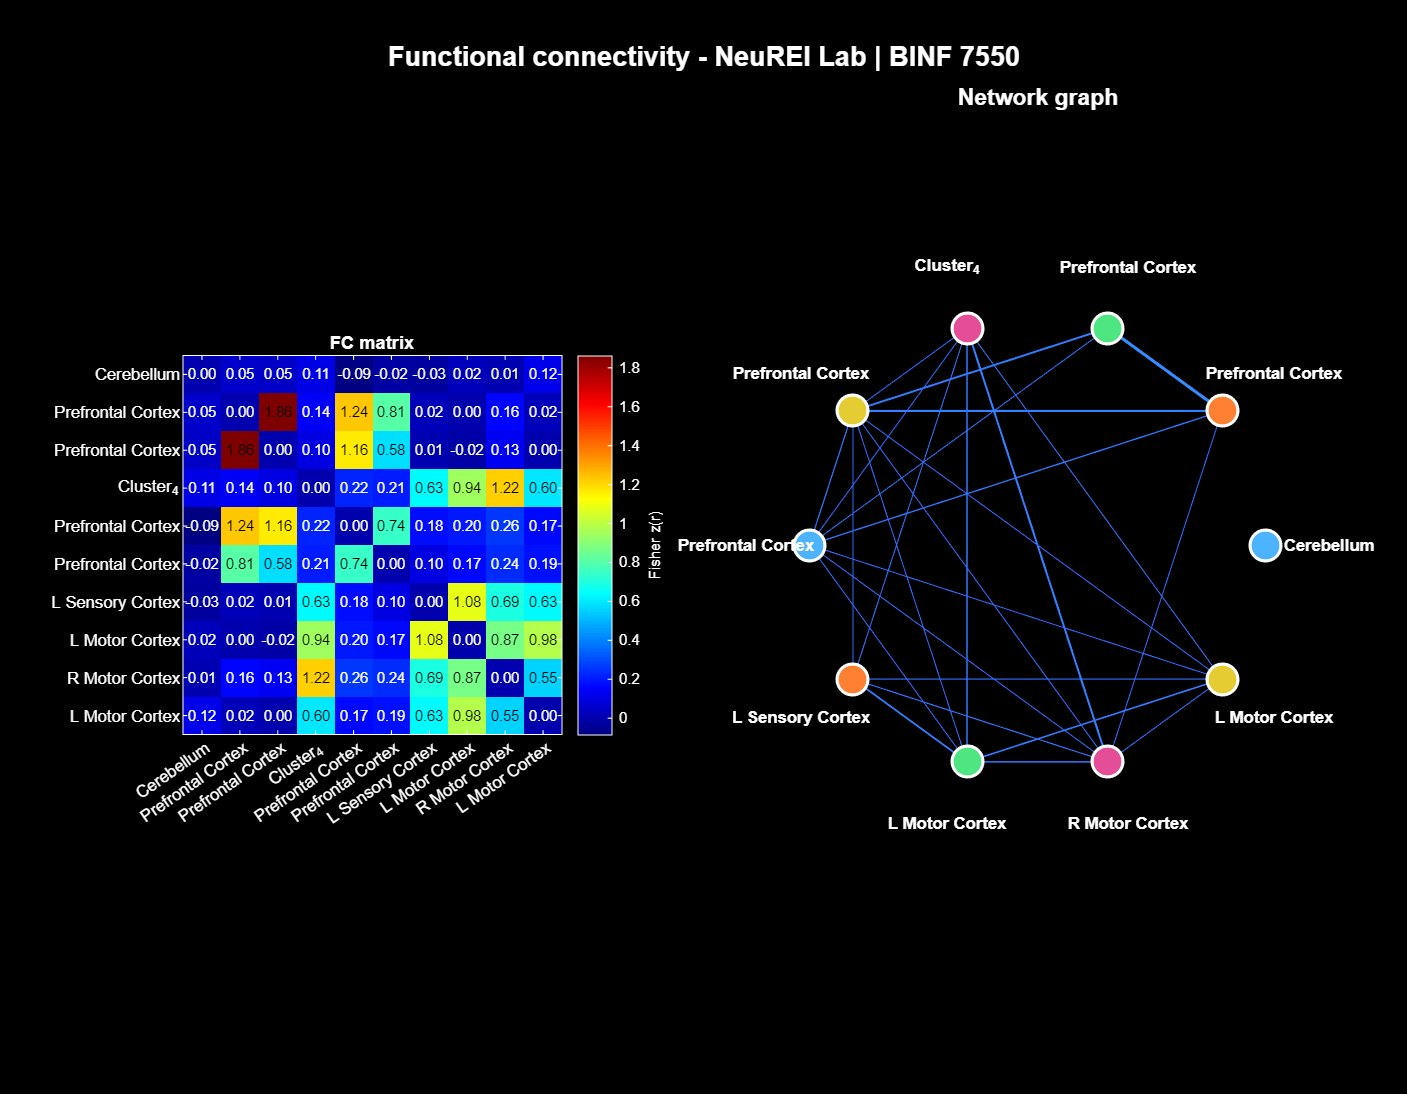 Functional connectivity - NeuREI Lab | BINF 7550
Network graph
FC matrix
Cerebellum 0.00 0.05 0.05 0.11 -0.09 -0.02 -0.03 0.02 0.01 0.12
Prefrontal Cortex 0.05 0.00 1.86 0.14 1.24 0.81 0.02 0.00 0.16 0.02
Prefrontal Cortex 0.05 1.86 0.00 0.10 1.16 0.58 0.01 -0.02 0.13 0.00
Cluster₄ 0.11 0.14 0.10 0.00 0.22 0.21 0.63 0.94 1.22 0.60
Prefrontal Cortex -0.09 1.24 1.16 0.22 0.00 0.74 0.18 0.20 0.26 0.17
Prefrontal Cortex -0.02 0.81 0.58 0.21 0.74 0.00 0.10 0.17 0.24 0.19
L Sensory Cortex -0.03 0.02 0.01 0.63 0.18 0.10 0.00 1.08 0.69 0.63
L Motor Cortex 0.02 0.00 -0.02 0.94 0.20 0.17 1.08 0.00 0.87 0.98
R Motor Cortex 0.01 0.16 0.13 1.22 0.26 0.24 0.69 0.87 0.00 0.55
L Motor Cortex 0.12 0.02 0.00 0.60 0.17 0.19 0.63 0.98 0.55 0.00
Cerebellum
Prefrontal Cortex
Prefrontal Cortex
Cluster₄
Prefrontal Cortex
Prefrontal Cortex
L Sensory Cortex
L Motor Cortex
R Motor Cortex
L Motor Cortex
1.8
1.6
1.4
1.2
1
0.8
0.6
0.4
0.2
0
Fisher z(r)
Cluster₄
Prefrontal Cortex
Prefrontal Cortex
Prefrontal Cortex
Prefrontal Cortex
Cerebellum
L Sensory Cortex
L Motor Cortex
L Motor Cortex
R Motor Cortex